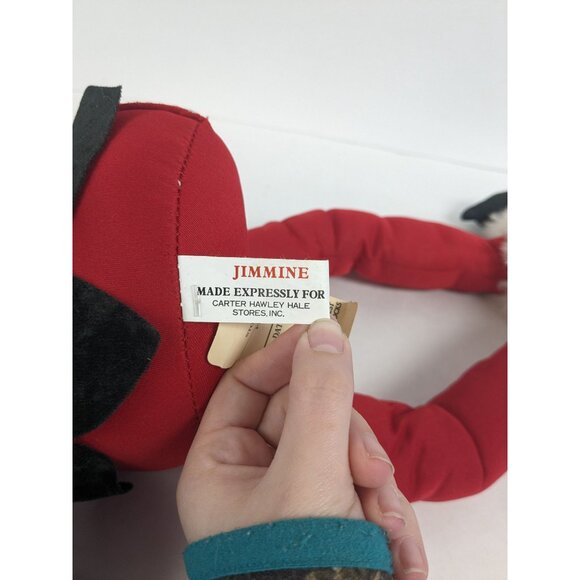 JIMMINE
MADE EXPRESSLY FOR
CARTER HAWLEY HALE
STORES, INC.